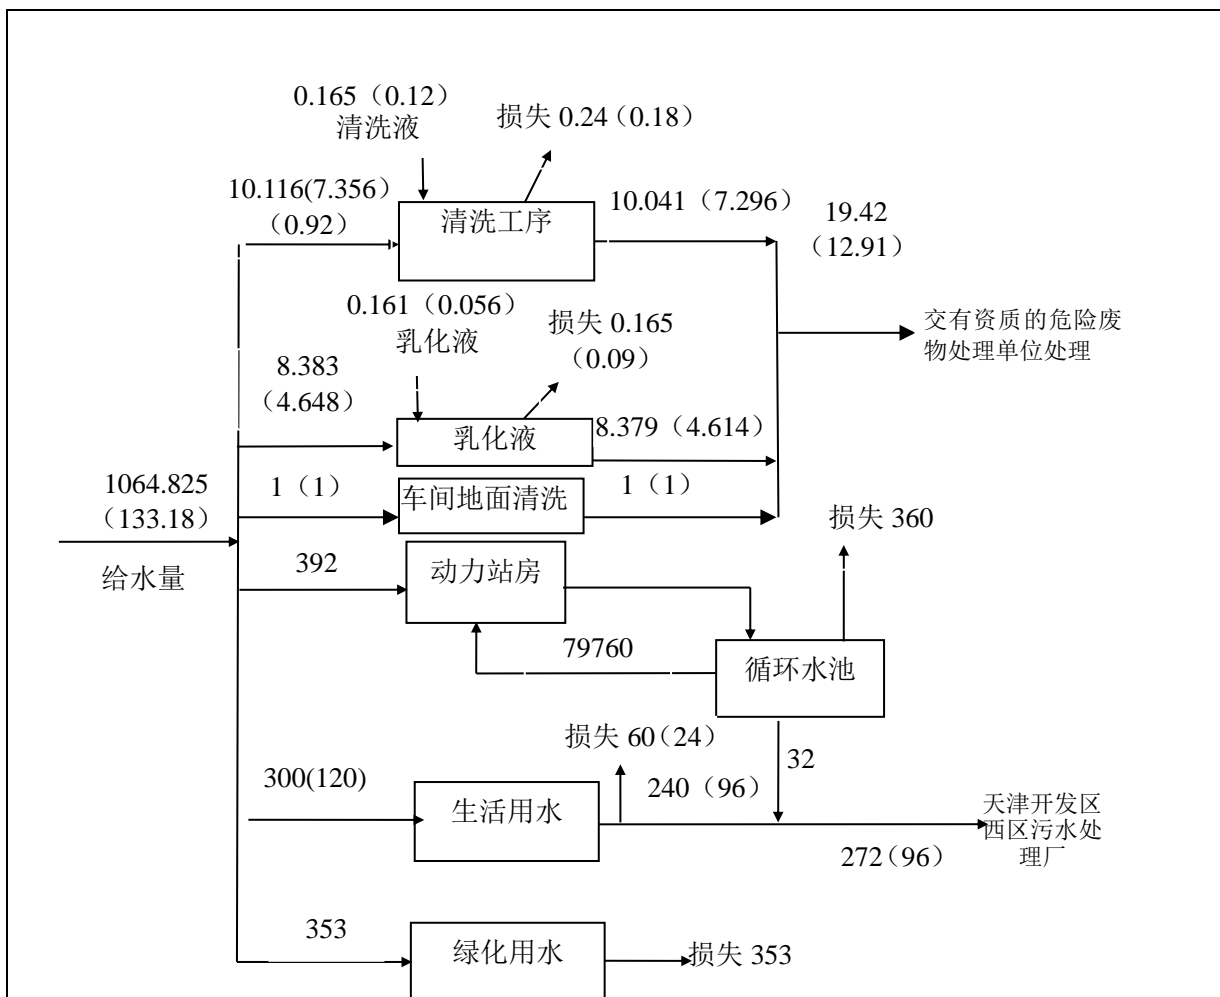 0.165（0.12）
清洗液
损失 0.24（0.18）
10.116(7.356)
（0.92）
清洗工序
10.041（7.296）
19.42
（12.91）
0.161（0.056）
乳化液
损失 0.165
（0.09）
交有资质的危险废
物处理单位处理
8.383
（4.648）
乳化液
8.379（4.614）
1064.825
（133.18）
给水量
1（1）
车间地面清洗
1（1）
损失 360
392
动力站房
79760
循环水池
损失 60（24）
32
300(120)
生活用水
240（96）
天津开发区
西区污水处
理厂
272（96）
353
绿化用水
损失 353